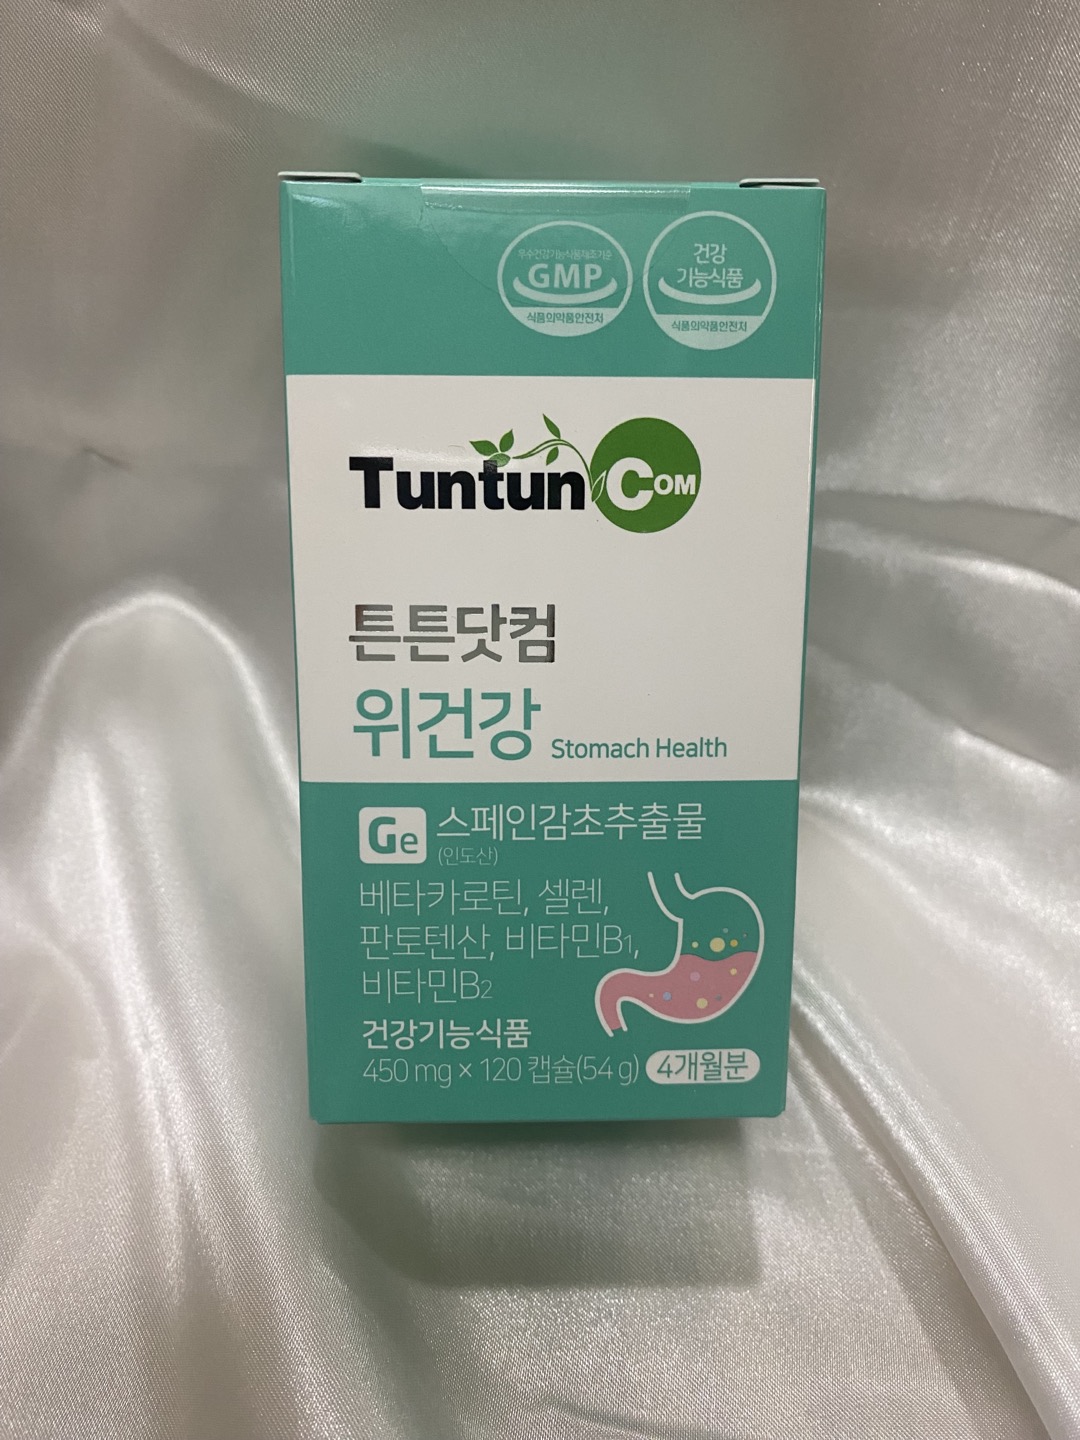 우수건강기능식품제조기준
GMP
식품의약품안전처
건강
기능식품
식품의약품안전처
Tuntun COM
튼튼닷컴
위건강 Stomach Health
Ge 스페인감초추출물
(인도산)
베타카로틴, 셀렌,
판토텐산, 비타민B1,
비타민B2
건강기능식품
450 mg × 120 캡슐(54 g) 4개월분